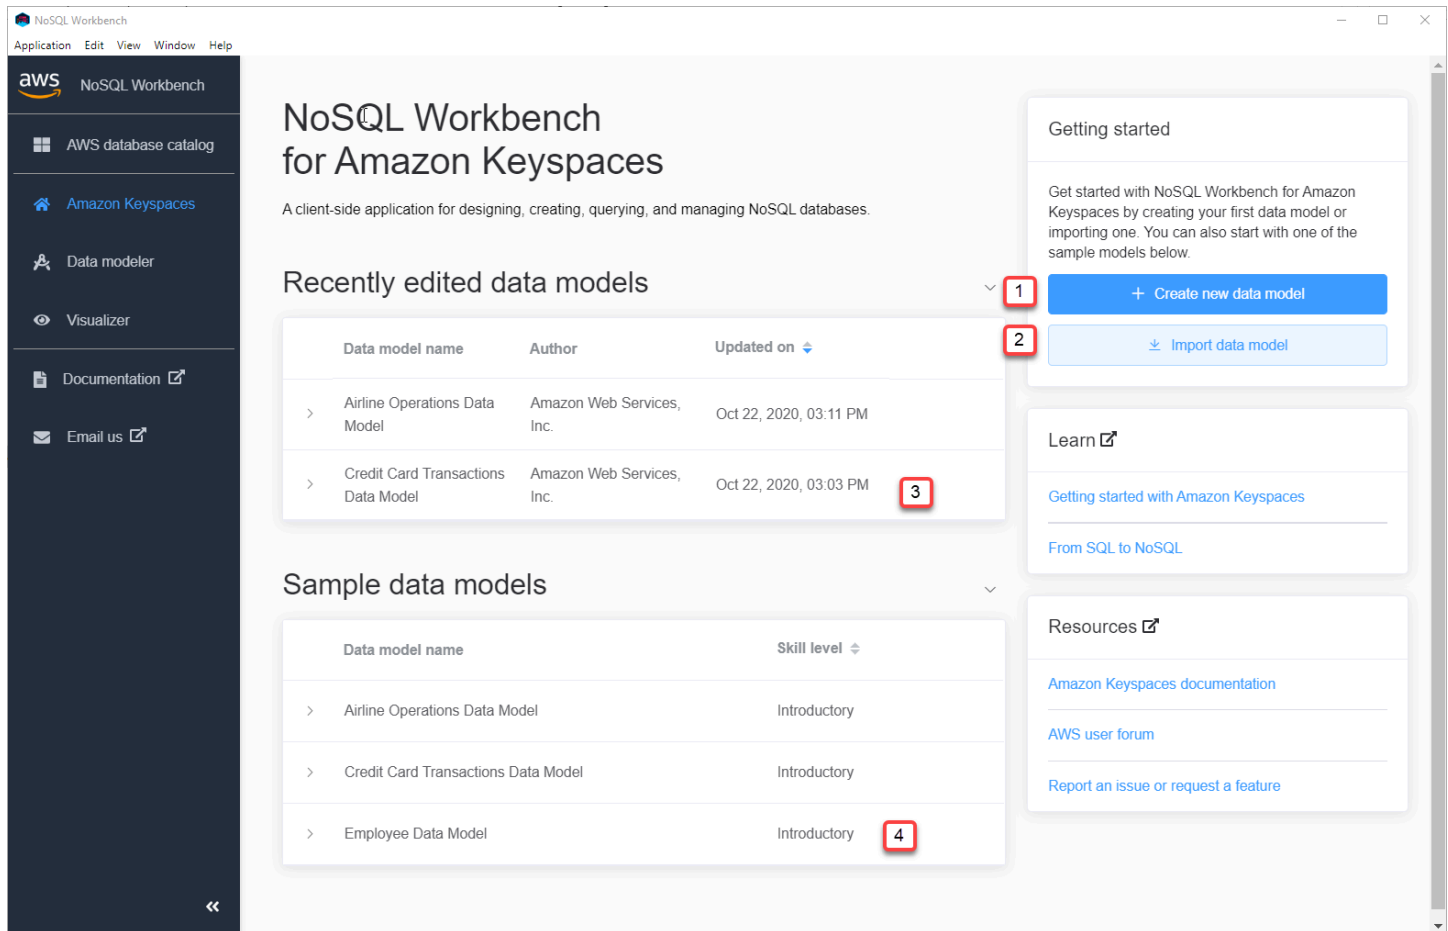 NoSQL Workbench
Application Edit View Window Help
aws NoSQL Workbench
AWS database catalog
Amazon Keyspaces
Data modeler
Visualizer
Documentation
Email us
NoSQL Workbench
for Amazon Keyspaces
A client-side application for designing, creating, querying, and managing NoSQL databases.
Recently edited data models
Data model name Author Updated on
Airline Operations Data
Model
Amazon Web Services,
Inc.
Oct 22, 2020, 03:11 PM
Credit Card Transactions
Data Model
Amazon Web Services,
Inc.
Oct 22, 2020, 03:03 PM
3
Sample data models
Data model name Skill level
Airline Operations Data Model Introductory
Credit Card Transactions Data Model Introductory
Employee Data Model Introductory
4
Getting started
Get started with NoSQL Workbench for Amazon
Keyspaces by creating your first data model or
importing one. You can also start with one of the
sample models below.
1
+ Create new data model
2
Import data model
Learn
Getting started with Amazon Keyspaces
From SQL to NoSQL
Resources
Amazon Keyspaces documentation
AWS user forum
Report an issue or request a feature